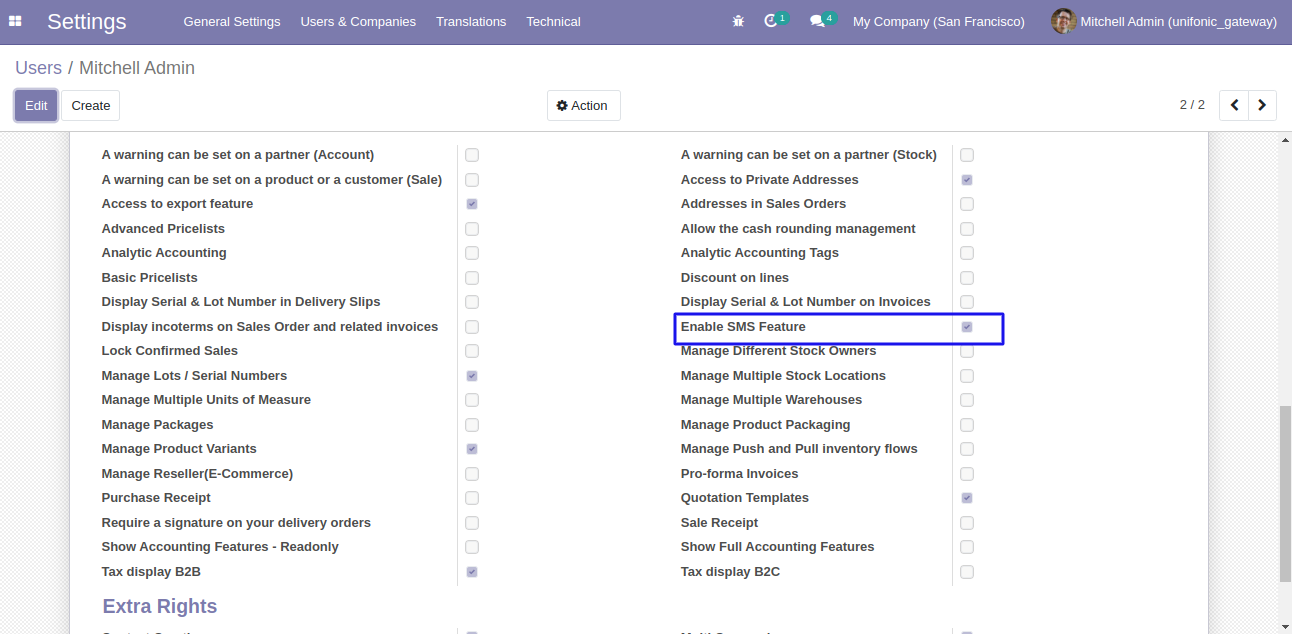 Settings General Settings Users & Companies Translations Technical 1 4 My Company (San Francisco) Mitchell Admin (unifonic_gateway)
Users / Mitchell Admin
Edit Create Action 2 / 2
A warning can be set on a partner (Account) A warning can be set on a partner (Stock)
A warning can be set on a product or a customer (Sale) Access to Private Addresses
Access to export feature Addresses in Sales Orders
Advanced Pricelists Allow the cash rounding management
Analytic Accounting Analytic Accounting Tags
Basic Pricelists Discount on lines
Display Serial & Lot Number in Delivery Slips Display Serial & Lot Number on Invoices
Display incoterms on Sales Order and related invoices Enable SMS Feature
Lock Confirmed Sales Manage Different Stock Owners
Manage Lots / Serial Numbers Manage Multiple Stock Locations
Manage Multiple Units of Measure Manage Multiple Warehouses
Manage Packages Manage Product Packaging
Manage Product Variants Manage Push and Pull inventory flows
Manage Reseller(E-Commerce) Pro-forma Invoices
Purchase Receipt Quotation Templates
Require a signature on your delivery orders Sale Receipt
Show Accounting Features - Readonly Show Full Accounting Features
Tax display B2B Tax display B2C
Extra Rights